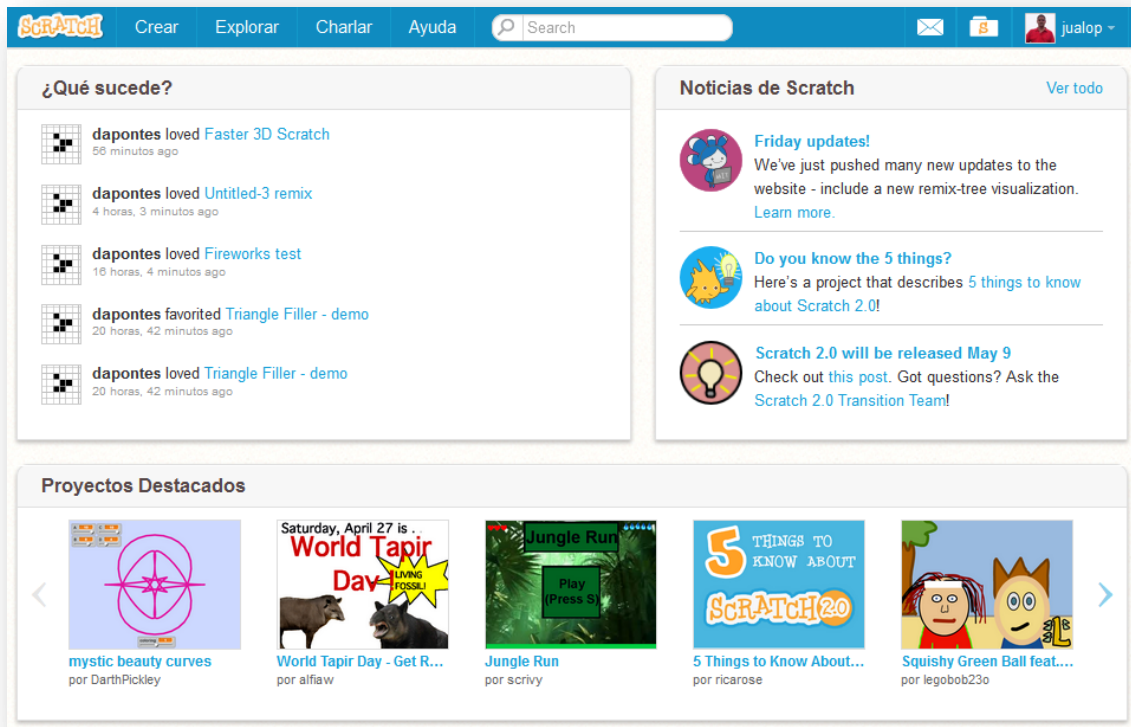 SCRATCH Crear Explorar Charlar Ayuda Search jualop
¿Qué sucede?
dapontes loved Faster 3D Scratch
56 minutos ago
dapontes loved Untitled-3 remix
4 horas, 3 minutos ago
dapontes loved Fireworks test
16 horas, 4 minutos ago
dapontes favorited Triangle Filler - demo
20 horas, 42 minutos ago
dapontes loved Triangle Filler - demo
20 horas, 42 minutos ago
Noticias de Scratch Ver todo
Friday updates!
We've just pushed many new updates to the
website - include a new remix-tree visualization.
Learn more.
Do you know the 5 things?
Here's a project that describes 5 things to know
about Scratch 2.0!
Scratch 2.0 will be released May 9
Check out this post. Got questions? Ask the
Scratch 2.0 Transition Team!
Proyectos Destacados
mystic beauty curves
por DarthPickley
Saturday, April 27 is . .
World Tapir
Day
LIVING
FOSSIL!
World Tapir Day - Get R...
por alfiaw
Jungle Run
Play
(Press S)
Jungle Run
por scrivy
5 THINGS TO
KNOW ABOUT
SCRATCH 2.0
5 Things to Know About...
por ricarose
Squishy Green Ball feat....
por legobob23o